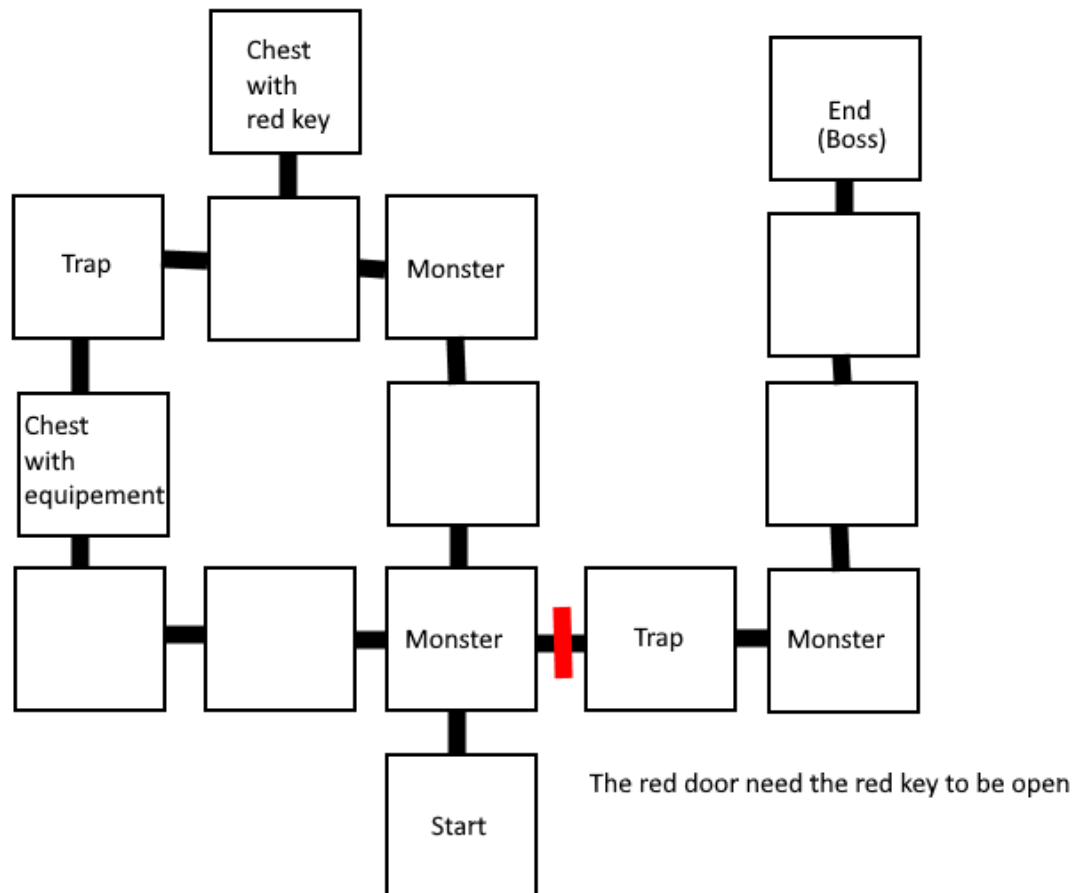 Chest
with
red key
End
(Boss)
Trap
Monster
Chest
with
equipement
Monster
Trap
Monster
The red door need the red key to be open
Start